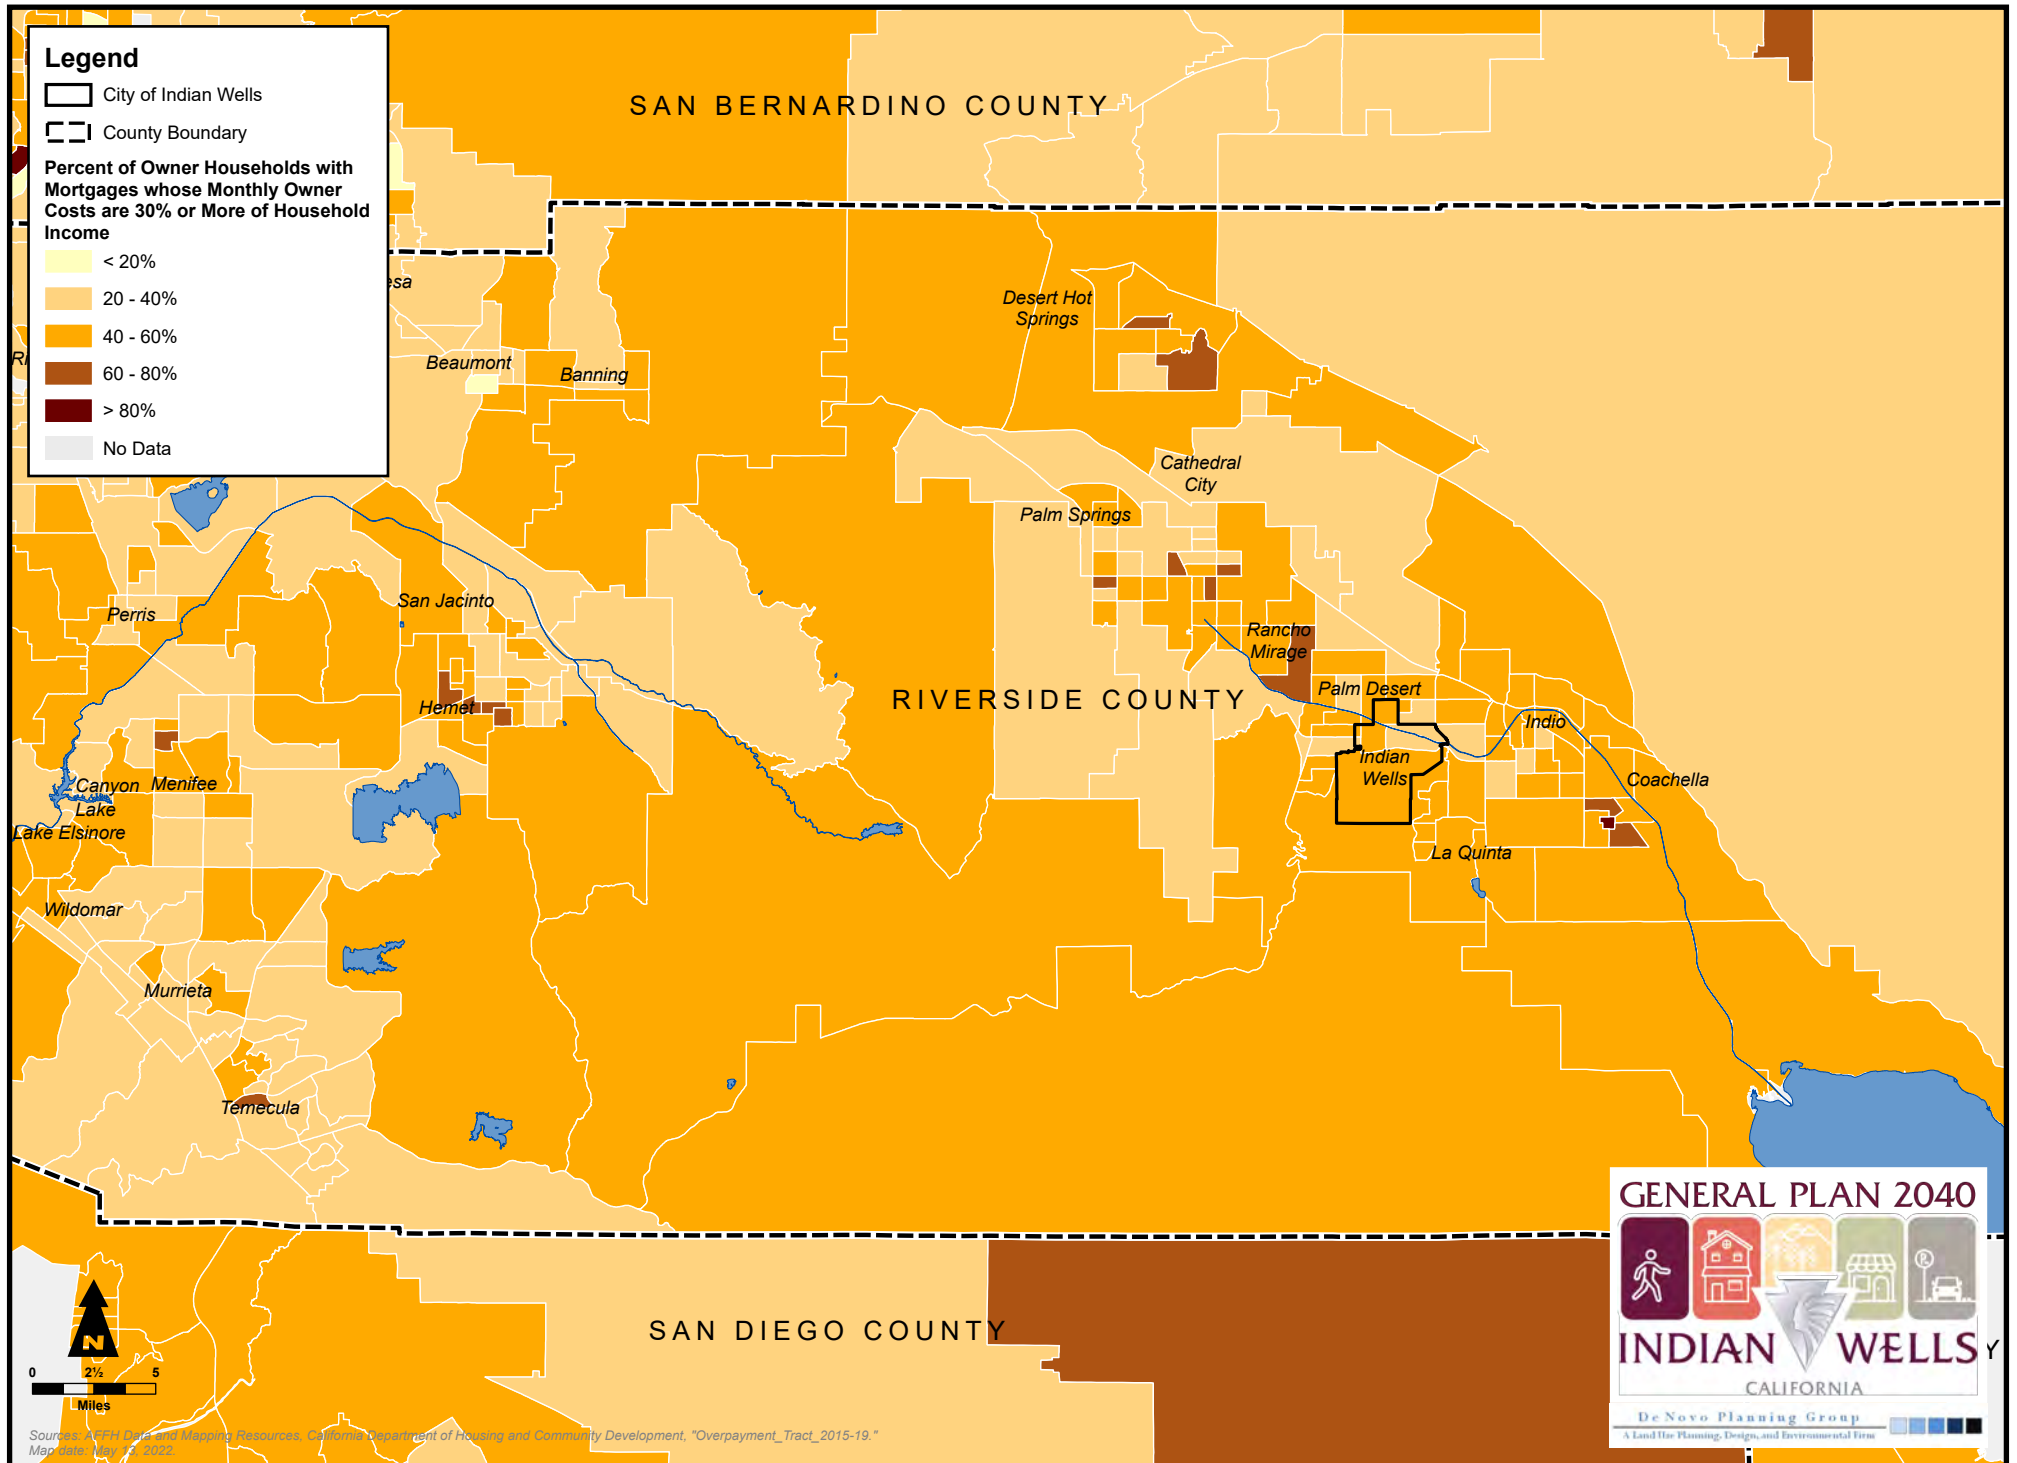 Legend
City of Indian Wells
County Boundary
Percent of Owner Households with
Mortgages whose Monthly Owner
Costs are 30% or More of Household
Income
< 20%
20 - 40%
40 - 60%
60 - 80%
> 80%
No Data
SAN BERNARDINO COUNTY
esa
Ri
Beaumont
Banning
Desert Hot
Springs
Cathedral
City
Palm Springs
San Jacinto
Perris
Rancho
Mirage
RIVERSIDE COUNTY
Palm Desert
Hemet
Indio
Indian
Wells
Coachella
Canyon
Lake
Menifee
Lake Elsinore
La Quinta
Wildomar
Murrieta
Temecula
SAN DIEGO COUNTY
Y
N
0 2½ 5
Miles
Sources: AFFH Data and Mapping Resources, California Department of Housing and Community Development, "Overpayment_Tract_2015-19."
Map date: May 13, 2022.
GENERAL PLAN 2040
INDIAN WELLS
CALIFORNIA
De Novo Planning Group
A Land Use Planning, Design, and Environmental Firm